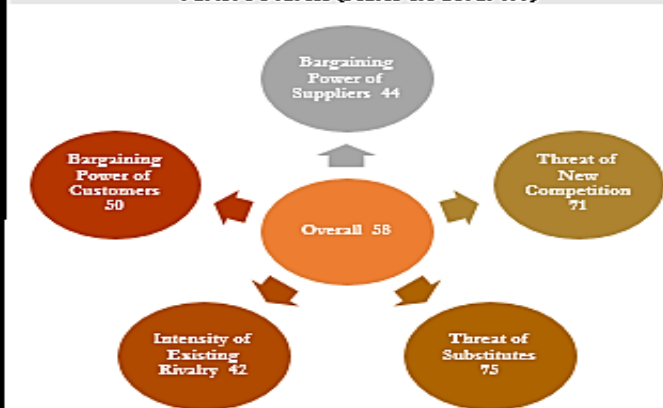 Bargaining
Power of
Suppliers 44
Bargaining
Power of
Customers
50
Threat of
New
Competition
71
Overall 58
Intensity of
Existing
Rivalry 42
Threat of
Substitutes
75